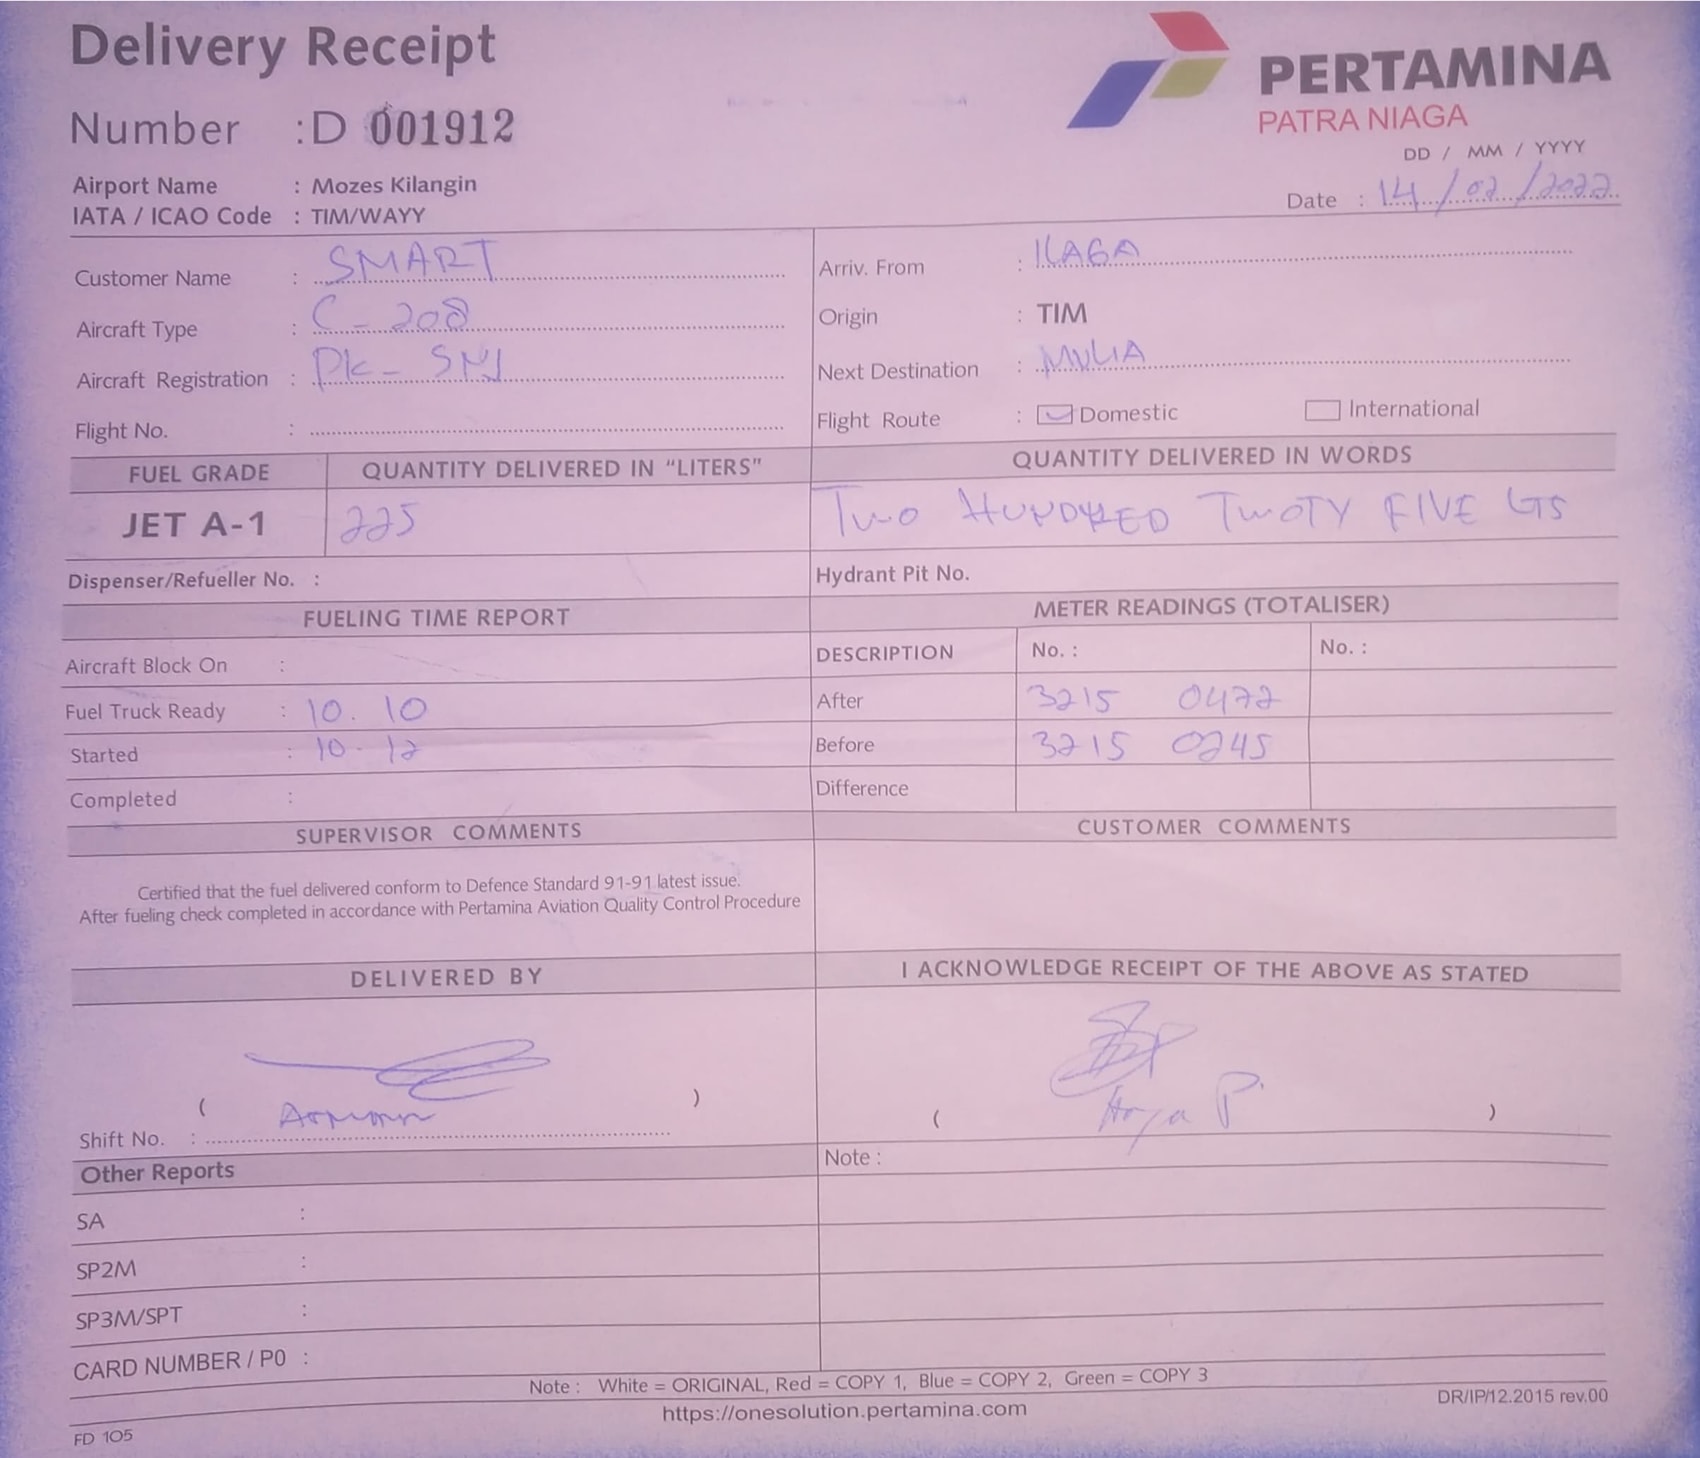 Delivery Receipt
PERTAMINA
PATRA NIAGA
Number :D 001912
DD / MM / YYYY
Airport Name : Mozes Kilangin
Date : 14/02/2022
IATA / ICAO Code : TIM/WAYY
Customer Name : SMART
Arriv. From : ILAGA
Aircraft Type : C-208
Origin : TIM
Aircraft Registration : PK-SNJ
Next Destination : MULIA
Flight No. :
Flight Route : Domestic International
FUEL GRADE QUANTITY DELIVERED IN "LITERS" QUANTITY DELIVERED IN WORDS
JET A-1 225 TWO HUNDRED TWOTY FIVE LTS
Dispenser/Refueller No. : Hydrant Pit No.
FUELING TIME REPORT METER READINGS (TOTALISER)
Aircraft Block On : DESCRIPTION No. : No. :
Fuel Truck Ready : 10.10 After 3215 0472
Started : 10-12 Before 3215 0245
Completed : Difference
SUPERVISOR COMMENTS CUSTOMER COMMENTS
Certified that the fuel delivered conform to Defence Standard 91-91 latest issue.
After fueling check completed in accordance with Pertamina Aviation Quality Control Procedure
DELIVERED BY I ACKNOWLEDGE RECEIPT OF THE ABOVE AS STATED
( ) ( )
Shift No. :
Other Reports Note :
SA :
SP2M :
SP3M/SPT :
CARD NUMBER / P0 :
Note : White = ORIGINAL, Red = COPY 1, Blue = COPY 2, Green = COPY 3
https://onesolution.pertamina.com
DR/IP/12.2015 rev.00
FD 105